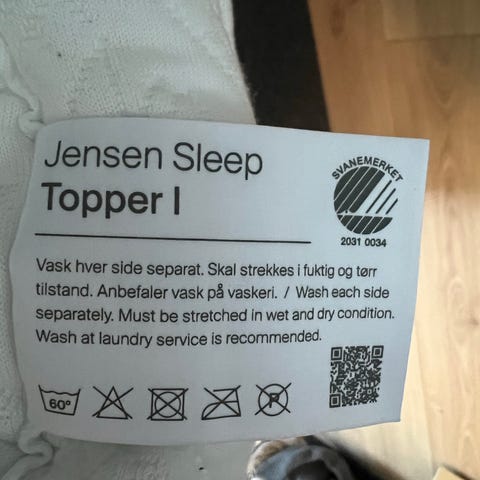 Jensen Sleep
Topper I
SVANEMERKET
2031 0034
Vask hver side separat. Skal strekkes i fuktig og tørr
tilstand. Anbefaler vask på vaskeri. / Wash each side
separately. Must be stretched in wet and dry condition.
Wash at laundry service is recommended.
60°
P